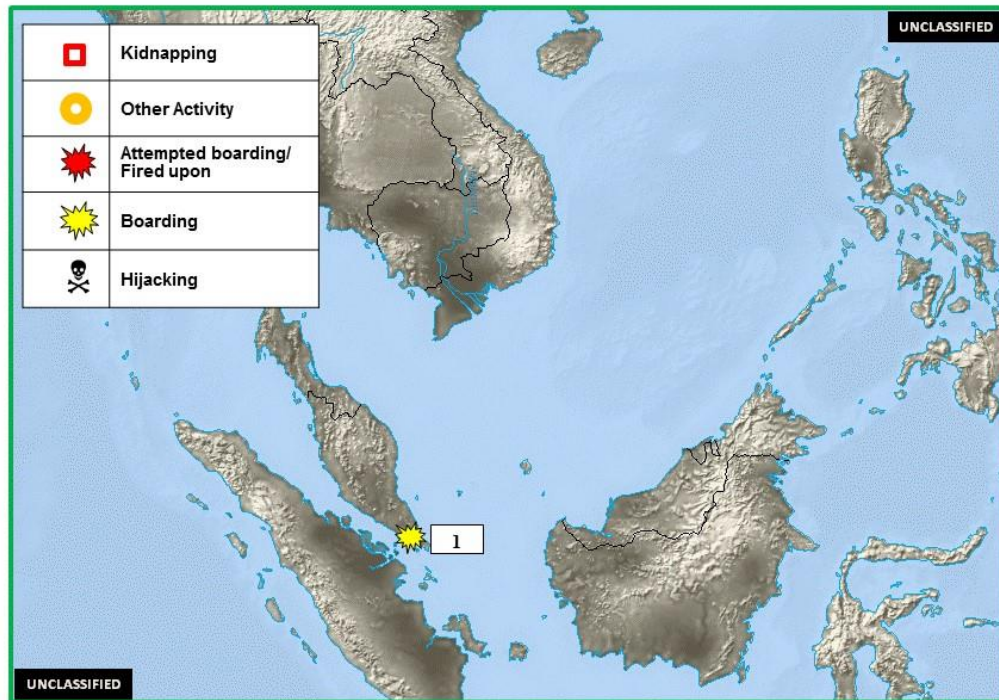 UNCLASSIFIED
Kidnapping
Other Activity
Attempted boarding/
Fired upon
Boarding
Hijacking
1
UNCLASSIFIED